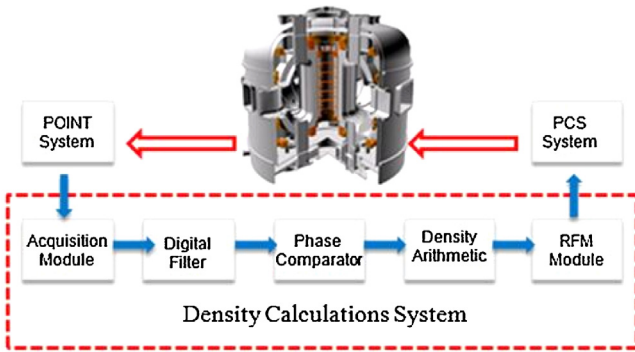 POINT
System
PCS
System
Acquisition
Module
Digital
Filter
Phase
Comparator
Density
Arithmetic
RFM
Module
Density Calculations System